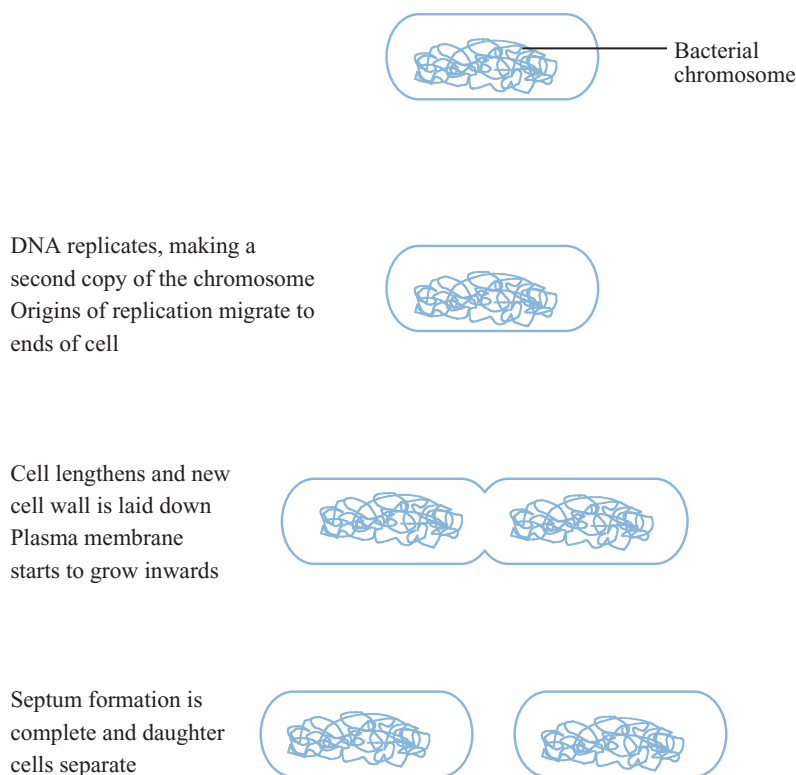 Bacterial
chromosome
DNA replicates, making a
second copy of the chromosome
Origins of replication migrate to
ends of cell
Cell lengthens and new
cell wall is laid down
Plasma membrane
starts to grow inwards
Septum formation is
complete and daughter
cells separate